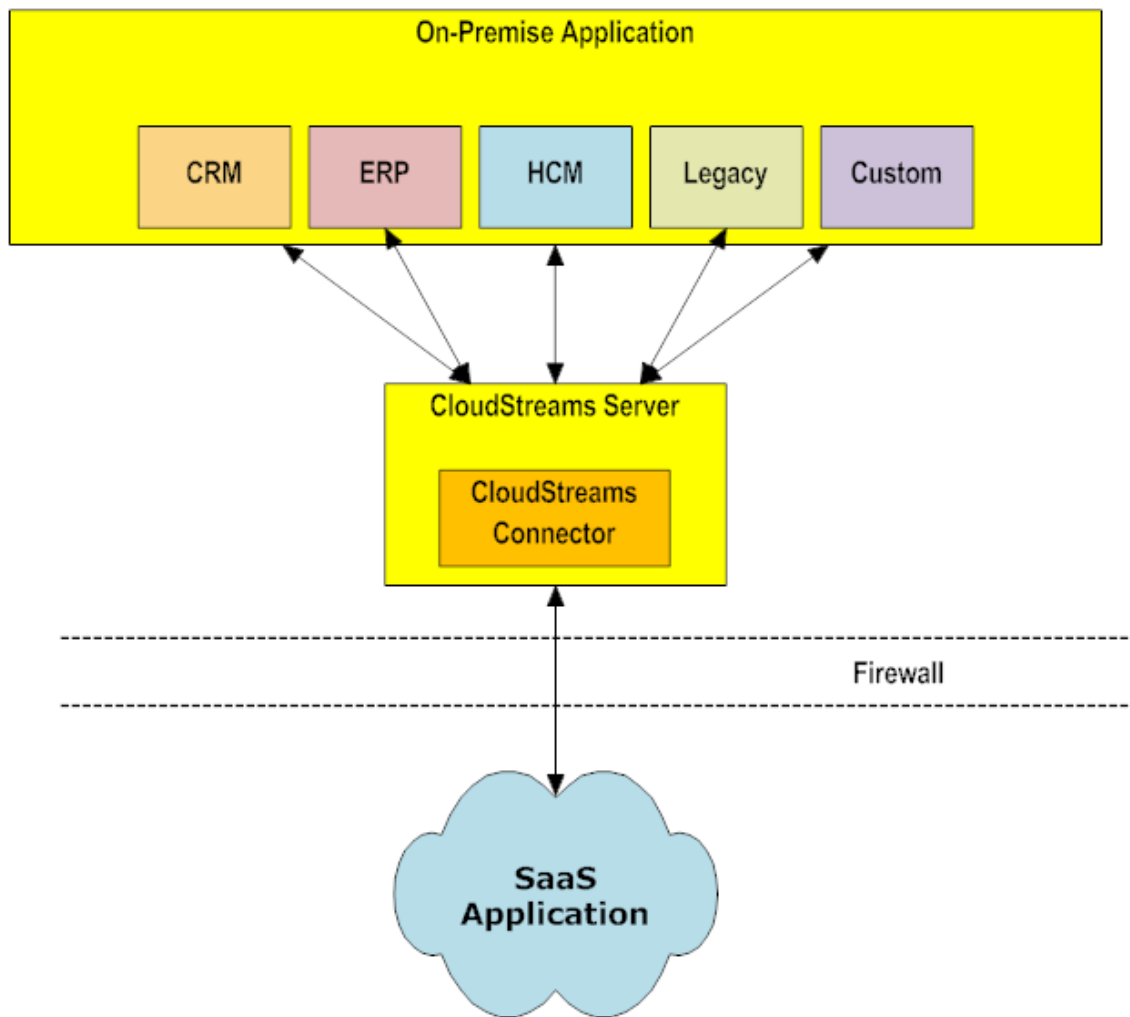 On-Premise Application
CRM
ERP
HCM
Legacy
Custom
CloudStreams Server
CloudStreams
Connector
Firewall
SaaS
Application